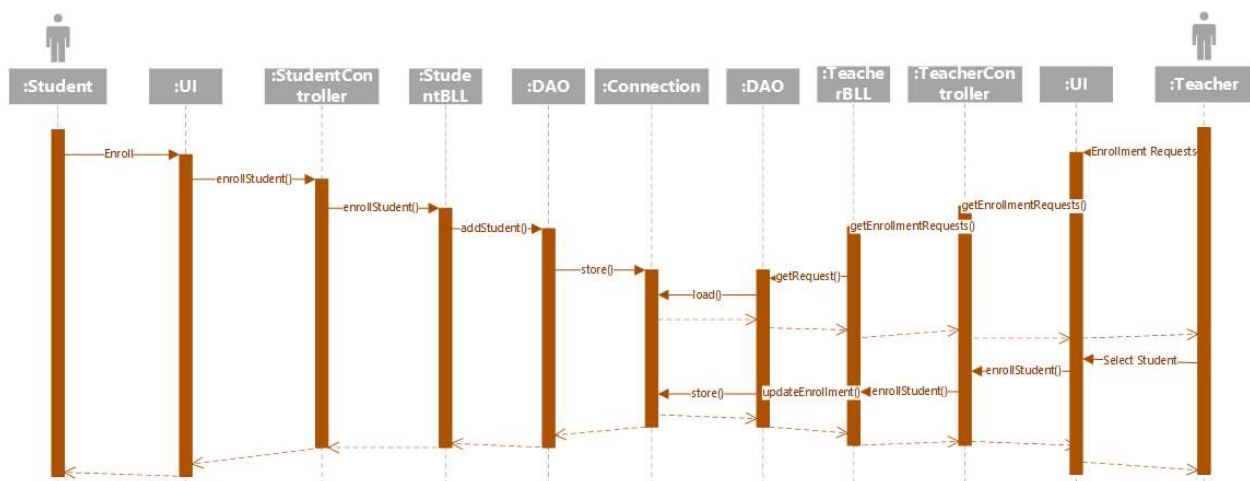 :Student
:UI
:StudentCon
troller
:Stude
ntBLL
:DAO
:Connection
:DAO
:Teache
rBLL
:TeacherCon
troller
:UI
:Teacher
Enroll
Enrollment Requests
enrollStudent()
enrollStudent()
getEnrollmentRequests()
addStudent()
getEnrollmentRequests()
store()
getRequest()
load()
Select Student
enrollStudent()
store()
updateEnrollment()
enrollStudent()